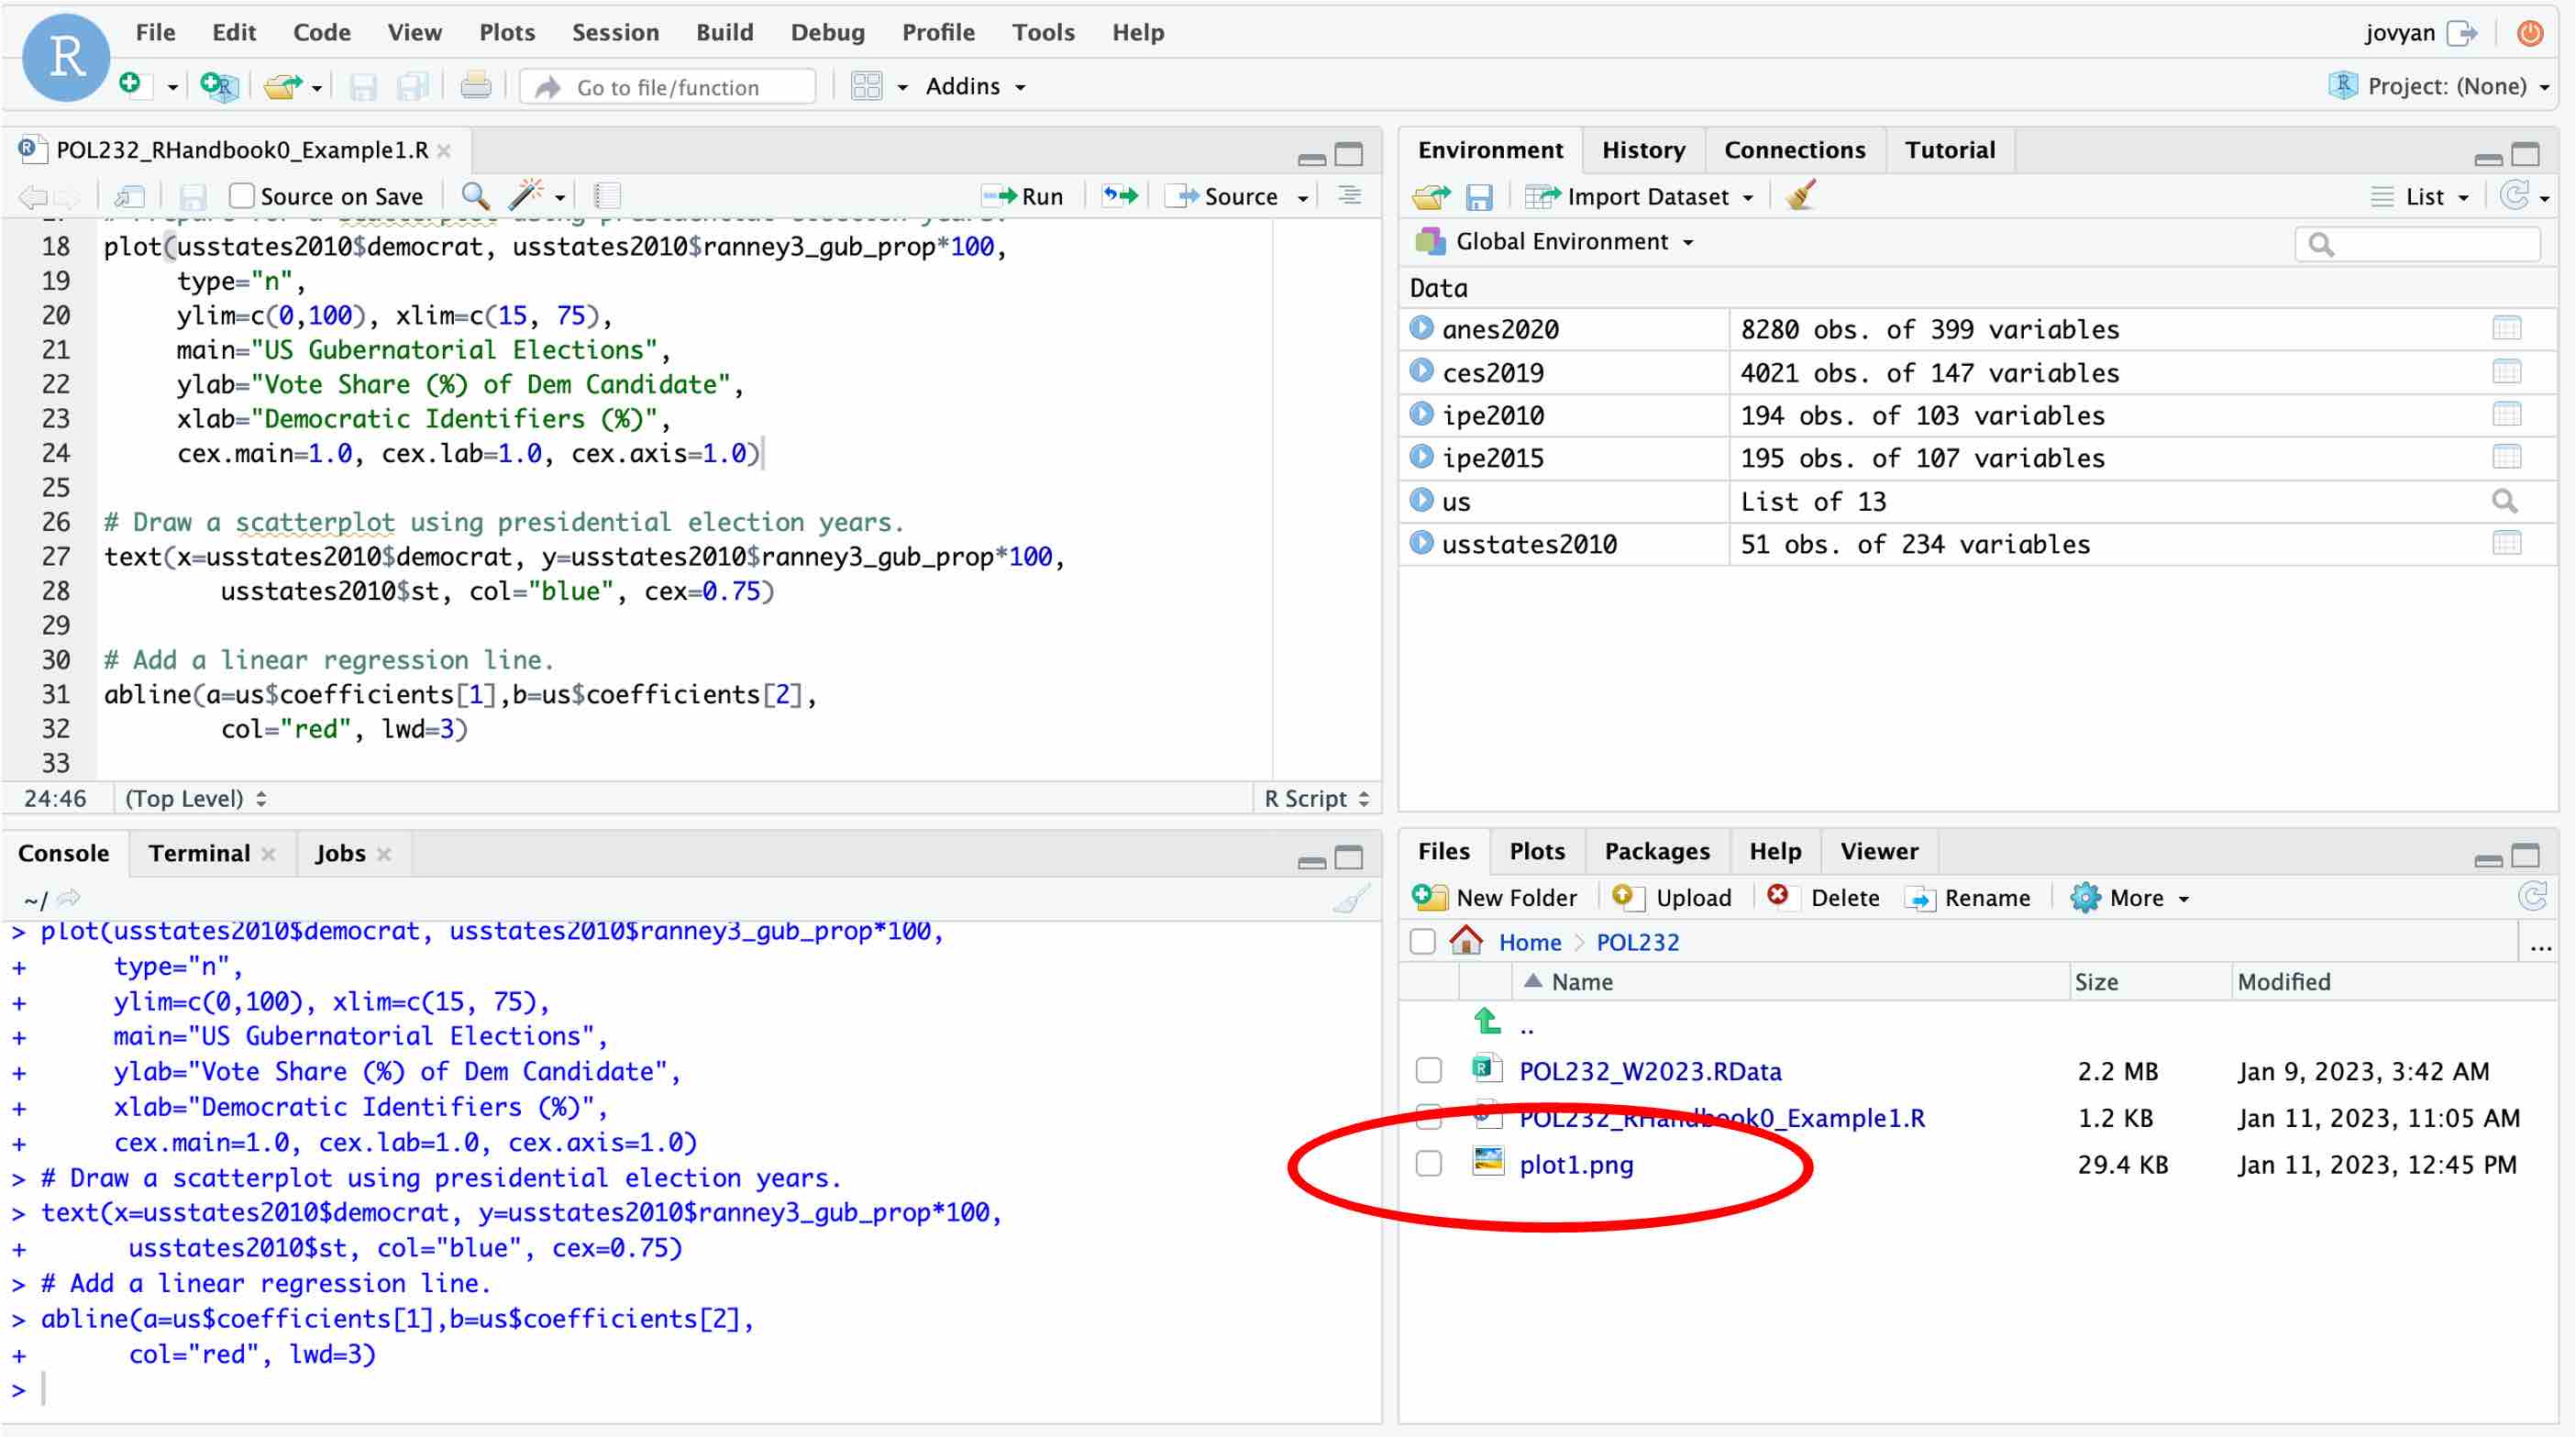 File Edit Code View Plots Session Build Debug Profile Tools Help
jovyan
R
Go to file/function
Addins
Project: (None)
POL232_RHandbook0_Example1.R
Source on Save
Run
Source
# Prepare for a scatterplot using presidential election years.
18 plot(usstates2010$democrat, usstates2010$ranney3_gub_prop*100,
19 type="n",
20 ylim=c(0,100), xlim=c(15, 75),
21 main="US Gubernatorial Elections",
22 ylab="Vote Share (%) of Dem Candidate",
23 xlab="Democratic Identifiers (%)",
24 cex.main=1.0, cex.lab=1.0, cex.axis=1.0)
25
26 # Draw a scatterplot using presidential election years.
27 text(x=usstates2010$democrat, y=usstates2010$ranney3_gub_prop*100,
28 usstates2010$st, col="blue", cex=0.75)
29
30 # Add a linear regression line.
31 abline(a=us$coefficients[1],b=us$coefficients[2],
32 col="red", lwd=3)
33
24:46 (Top Level) R Script
Console Terminal Jobs
~/
> plot(usstates2010$democrat, usstates2010$ranney3_gub_prop*100,
+ type="n",
+ ylim=c(0,100), xlim=c(15, 75),
+ main="US Gubernatorial Elections",
+ ylab="Vote Share (%) of Dem Candidate",
+ xlab="Democratic Identifiers (%)",
+ cex.main=1.0, cex.lab=1.0, cex.axis=1.0)
> # Draw a scatterplot using presidential election years.
> text(x=usstates2010$democrat, y=usstates2010$ranney3_gub_prop*100,
+ usstates2010$st, col="blue", cex=0.75)
> # Add a linear regression line.
> abline(a=us$coefficients[1],b=us$coefficients[2],
+ col="red", lwd=3)
>
Environment History Connections Tutorial
Import Dataset
List
Global Environment
Data
anes2020 8280 obs. of 399 variables
ces2019 4021 obs. of 147 variables
ipe2010 194 obs. of 103 variables
ipe2015 195 obs. of 107 variables
us List of 13
usstates2010 51 obs. of 234 variables
Files Plots Packages Help Viewer
New Folder Upload Delete Rename More
Home > POL232 ...
Name Size Modified
..
POL232_W2023.RData 2.2 MB Jan 9, 2023, 3:42 AM
POL232_RHandbook0_Example1.R 1.2 KB Jan 11, 2023, 11:05 AM
plot1.png 29.4 KB Jan 11, 2023, 12:45 PM